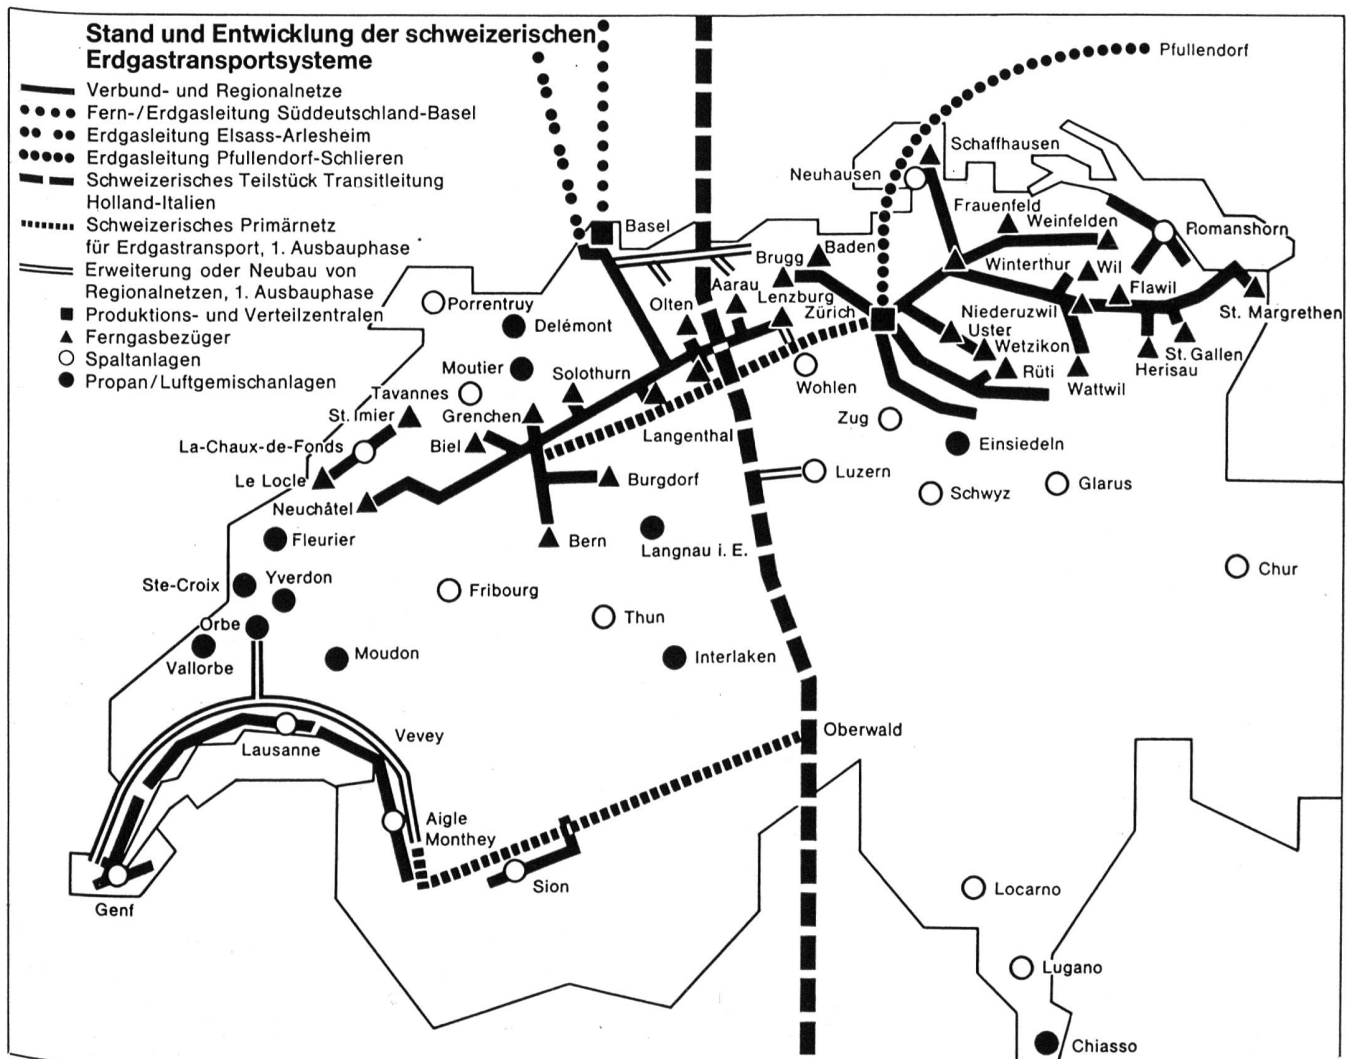 Stand und Entwicklung der schweizerischen
Erdgastransportsysteme
Verbund- und Regionalnetze
Fern-/Erdgasleitung Süddeutschland-Basel
Erdgasleitung Elsass-Arlesheim
Erdgasleitung Pfullendorf-Schlieren
Schweizerisches Teilstück Transitleitung
Holland-Italien
Schweizerisches Primärnetz
für Erdgastransport, 1. Ausbauphase
Erweiterung oder Neubau von
Regionalnetzen, 1. Ausbauphase
Produktions- und Verteilzentralen
Ferngasbezüger
Spaltanlagen
Propan/Luftgemischanlagen
Pfullendorf
Schaffhausen
Neuhausen
Frauenfeld
Weinfelden
Romanshorn
Basel
Baden
Brugg
Winterthur
Wil
Aarau
Lenzburg
Flawil
Porrentruy
Olten
Zürich
Niederuzwil
St. Margrethen
Delémont
Uster
Wetzikon
St. Gallen
Moutier
Solothurn
Rüti
Herisau
Wattwil
Wohlen
Tavannes
St. Imier
Grenchen
Zug
Langenthal
La-Chaux-de-Fonds
Biel
Einsiedeln
Le Locle
Burgdorf
Luzern
Schwyz
Glarus
Neuchâtel
Fleurier
Bern
Langnau i. E.
Chur
Ste-Croix
Yverdon
Fribourg
Thun
Orbe
Vallorbe
Moudon
Interlaken
Vevey
Oberwald
Lausanne
Aigle
Monthey
Sion
Genf
Locarno
Lugano
Chiasso